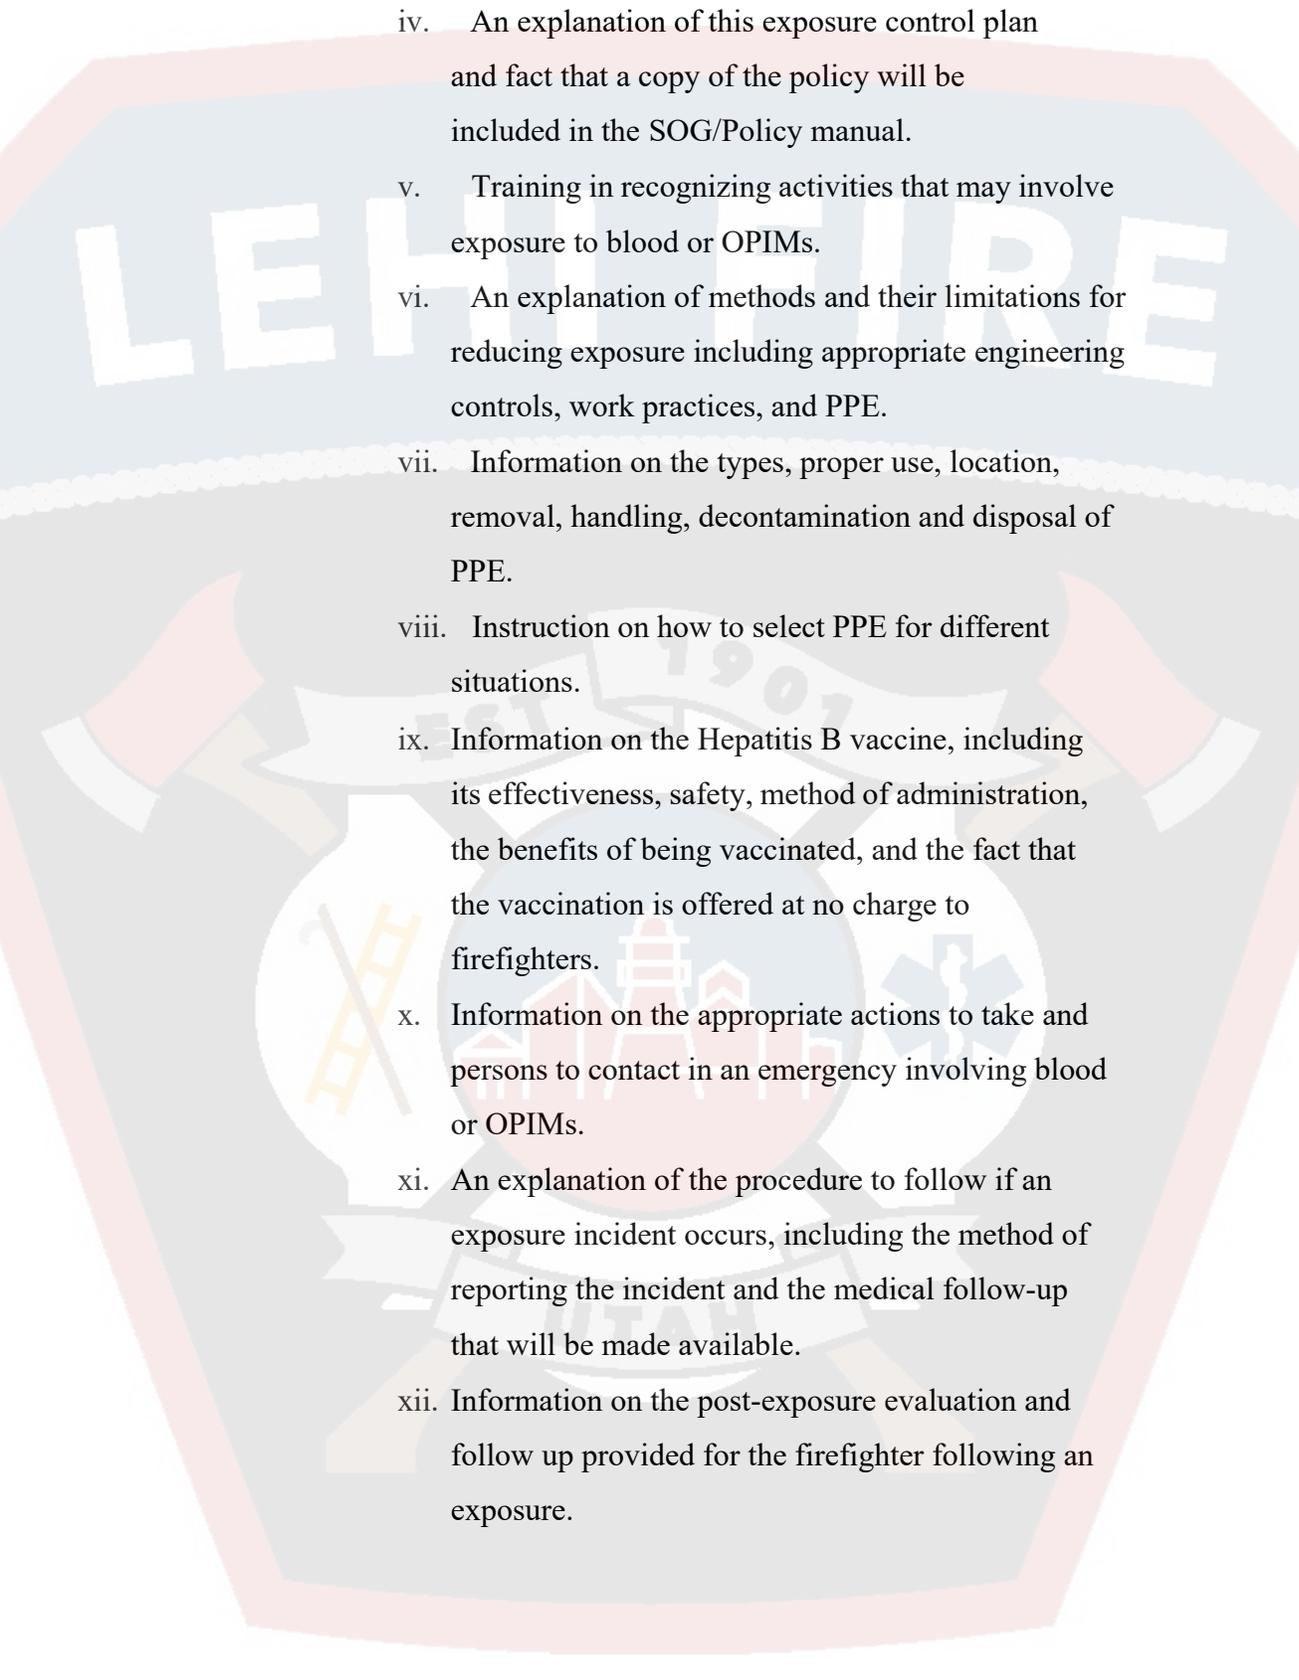 iv. An explanation of this exposure control plan
and fact that a copy of the policy will be
included in the SOG/Policy manual.
v. Training in recognizing activities that may involve
exposure to blood or OPIMs.
LEHI FIRE
vi. An explanation of methods and their limitations for
reducing exposure including appropriate engineering
controls, work practices, and PPE.
vii. Information on the types, proper use, location,
removal, handling, decontamination and disposal of
PPE.
viii. Instruction on how to select PPE for different
situations.
EST 1901
ix. Information on the Hepatitis B vaccine, including
its effectiveness, safety, method of administration,
the benefits of being vaccinated, and the fact that
the vaccination is offered at no charge to
firefighters.
x. Information on the appropriate actions to take and
persons to contact in an emergency involving blood
or OPIMs.
xi. An explanation of the procedure to follow if an
exposure incident occurs, including the method of
reporting the incident and the medical follow-up
UTAH
that will be made available.
xii. Information on the post-exposure evaluation and
follow up provided for the firefighter following an
exposure.